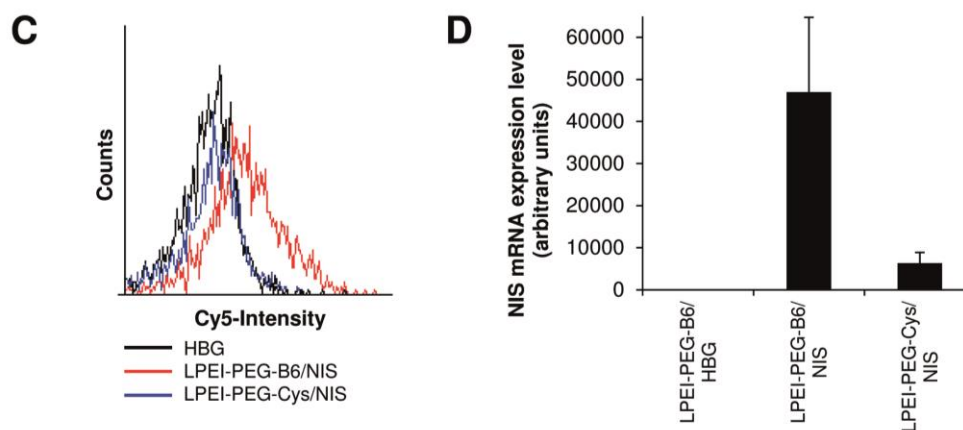 C
Counts
Cy5-Intensity
HBG
LPEI-PEG-B6/NIS
LPEI-PEG-Cys/NIS
D
NIS mRNA expression level
(arbitrary units)
60000
50000
40000
30000
20000
10000
0
LPEI-PEG-B6/
HBG
LPEI-PEG-B6/
NIS
LPEI-PEG-Cys/
NIS